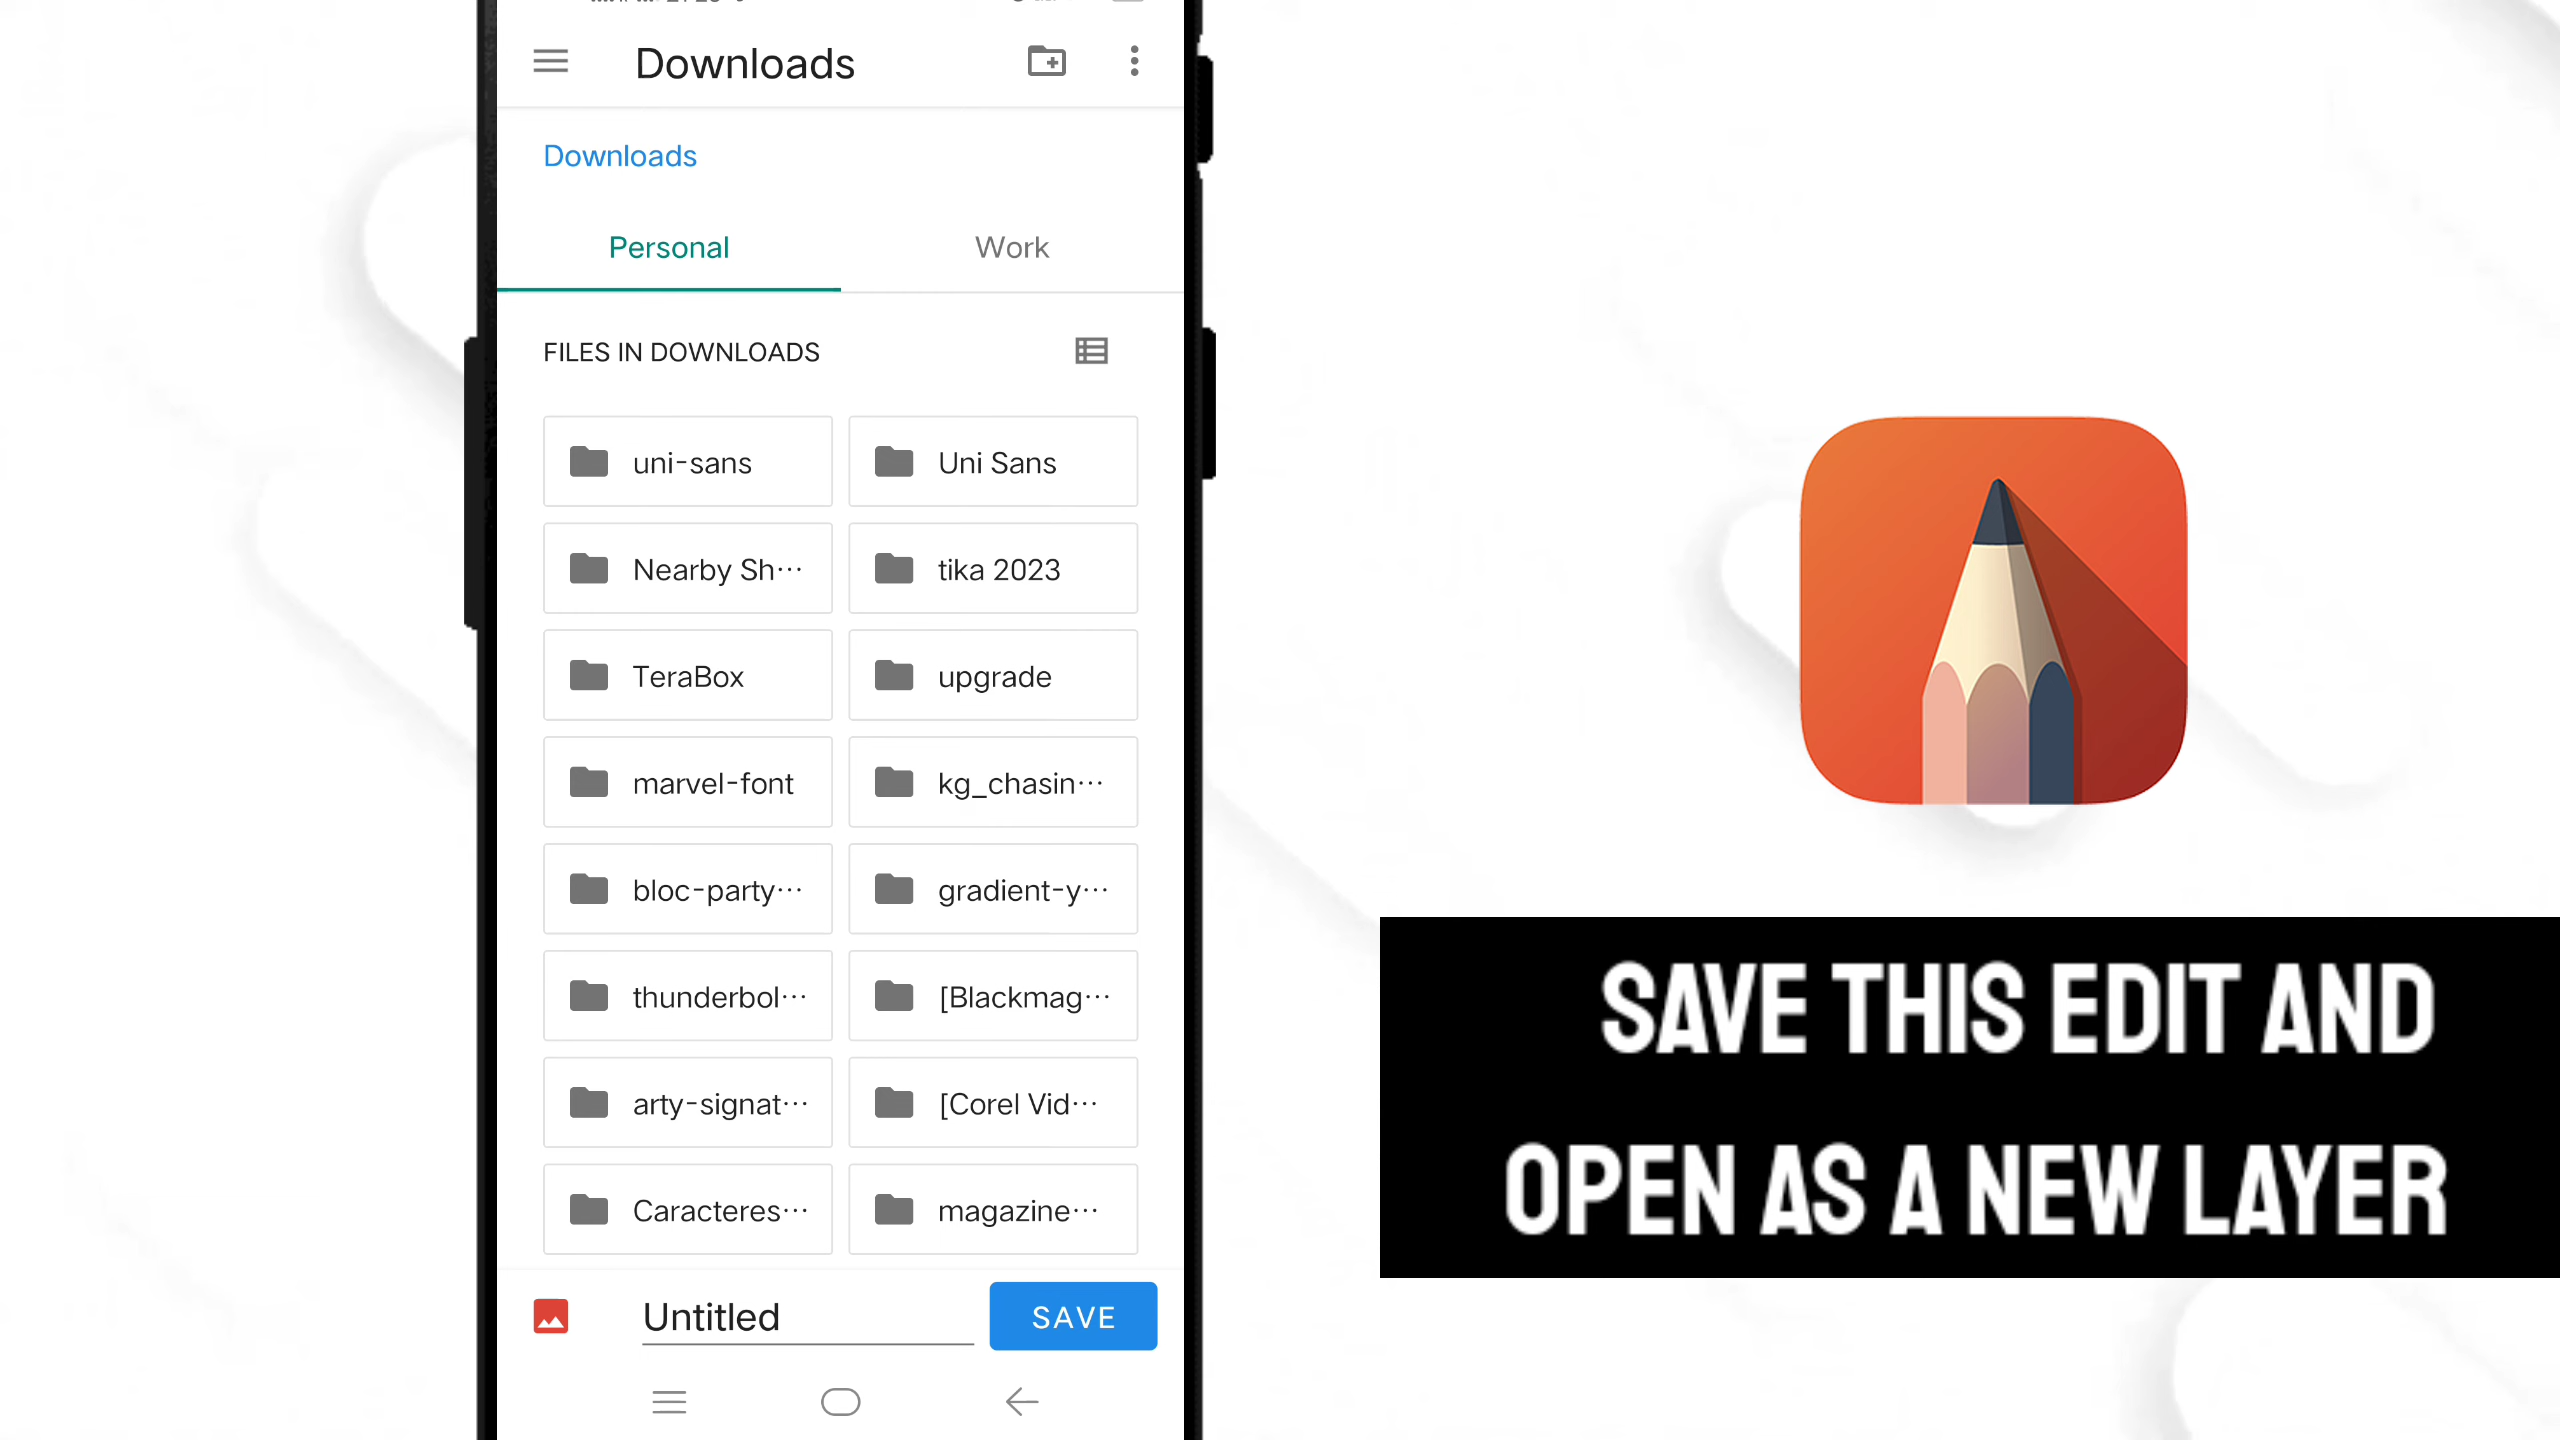 Downloads
Downloads
Personal
Work
FILES IN DOWNLOADS
uni-sans
Uni Sans
Nearby Sh···
tika 2023
TeraBox
upgrade
marvel-font
kg_chasin···
bloc-party···
gradient-y···
thunderbol···
[Blackmag···
arty-signat···
[Corel Vid···
Caracteres···
magazine···
Untitled
SAVE
SAVE THIS EDIT AND
OPEN AS A NEW LAYER